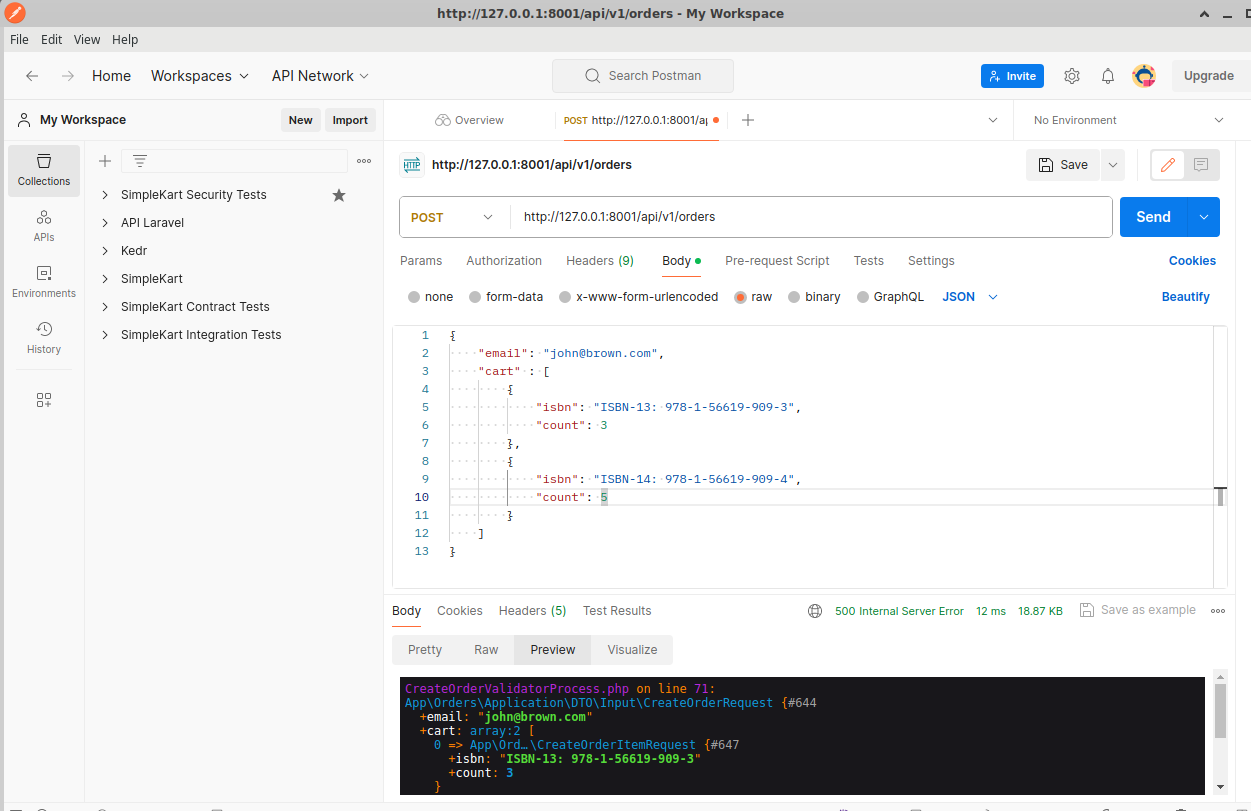 http://127.0.0.1:8001/api/v1/orders - My Workspace
File Edit View Help
Home Workspaces API Network Search Postman Invite Upgrade
My Workspace New Import
Overview POST http://127.0.0.1:8001/ap No Environment
HTTP http://127.0.0.1:8001/api/v1/orders Save
Collections
APIs
Environments
History
SimpleKart Security Tests
API Laravel
Kedr
SimpleKart
SimpleKart Contract Tests
SimpleKart Integration Tests
POST http://127.0.0.1:8001/api/v1/orders Send
Params Authorization Headers (9) Body Pre-request Script Tests Settings Cookies
none form-data x-www-form-urlencoded raw binary GraphQL JSON Beautify
1 {
2 "email": "john@brown.com",
3 "cart" : [
4 {
5 "isbn": "ISBN-13: 978-1-56619-909-3",
6 "count": 3
7 },
8 {
9 "isbn": "ISBN-14: 978-1-56619-909-4",
10 "count": 5
11 }
12 ]
13 }
Body Cookies Headers (5) Test Results 500 Internal Server Error 12 ms 18.87 KB Save as example
Pretty Raw Preview Visualize
CreateOrderValidatorProcess.php on line 71:
App\Orders\Application\DTO\Input\CreateOrderRequest {#644
+email: "john@brown.com"
+cart: array:2 [
0 => App\Ord…\CreateOrderItemRequest {#647
+isbn: "ISBN-13: 978-1-56619-909-3"
+count: 3
}